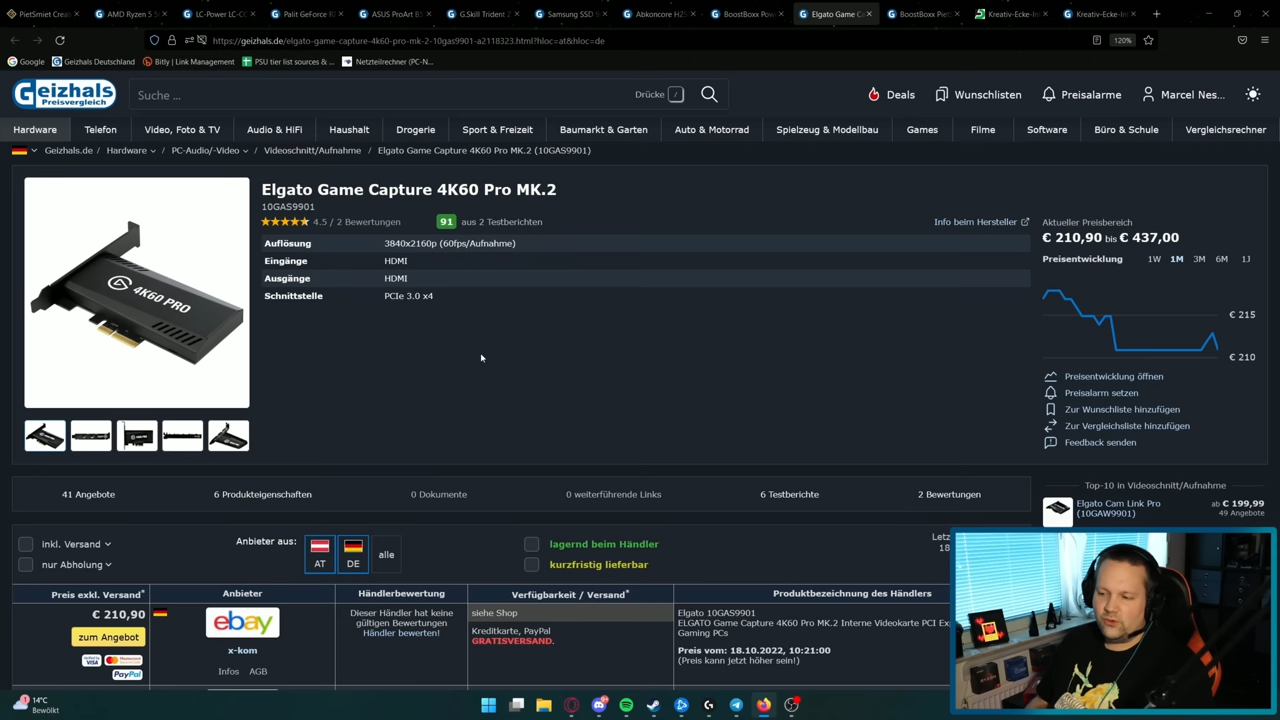 PietSmiet Creat
AMD Ryzen 5 5
LC-Power LC-CC
Palit GeForce R
ASUS ProArt B5
G.Skill Trident Z
Samsung SSD 9
Abkoncore H25
BoostBoxx Pow
Elgato Game C
BoostBoxx Piet
Kreativ-Ecke-Int
Kreativ-Ecke-Int
https://geizhals.de/elgato-game-capture-4k60-pro-mk-2-10gas9901-a2118323.html?hloc=at&hloc=de
120%
Google
Geizhals Deutschland
Bitly | Link Management
PSU tier list sources & ...
Netzteilrechner (PC-N...
Geizhals
Preisvergleich
Suche ...
Drücke /
Deals
Wunschlisten
Preisalarme
Marcel Nes...
Hardware
Telefon
Video, Foto & TV
Audio & HiFi
Haushalt
Drogerie
Sport & Freizeit
Baumarkt & Garten
Auto & Motorrad
Spielzeug & Modellbau
Games
Filme
Software
Büro & Schule
Vergleichsrechner
Geizhals.de / Hardware / PC-Audio/-Video / Videoschnitt/Aufnahme / Elgato Game Capture 4K60 Pro MK.2 (10GAS9901)
4K60 PRO
Elgato Game Capture 4K60 Pro MK.2
10GAS9901
4.5 / 2 Bewertungen
91 aus 2 Testberichten
Info beim Hersteller
Auflösung 3840x2160p (60fps/Aufnahme)
Eingänge HDMI
Ausgänge HDMI
Schnittstelle PCIe 3.0 x4
Aktueller Preisbereich
€ 210,90 bis € 437,00
Preisentwicklung 1W 1M 3M 6M 1J
€ 215
€ 210
Preisentwicklung öffnen
Preisalarm setzen
Zur Wunschliste hinzufügen
Zur Vergleichsliste hinzufügen
Feedback senden
41 Angebote
6 Produkteigenschaften
0 Dokumente
0 weiterführende Links
6 Testberichte
2 Bewertungen
Top-10 in Videoschnitt/Aufnahme
Elgato Cam Link Pro
(10GAW9901)
ab € 199,99
49 Angebote
inkl. Versand
nur Abholung
Anbieter aus:
AT
DE
alle
lagernd beim Händler
kurzfristig lieferbar
Letz
18
Preis exkl. Versand*
Anbieter
Händlerbewertung
Verfügbarkeit / Versand*
Produktbezeichnung des Händlers
€ 210,90
zum Angebot
VISA
PayPal
ebay
x-kom
Infos
AGB
Dieser Händler hat keine
gültigen Bewertungen
Händler bewerten!
siehe Shop
Kreditkarte, PayPal
GRATISVERSAND.
Elgato 10GAS9901
ELGATO Game Capture 4K60 Pro MK.2 Interne Videokarte PCI Ex
Gaming PCs
Preis vom: 18.10.2022, 10:21:00
(Preis kann jetzt höher sein!)
14°C
Bewölkt